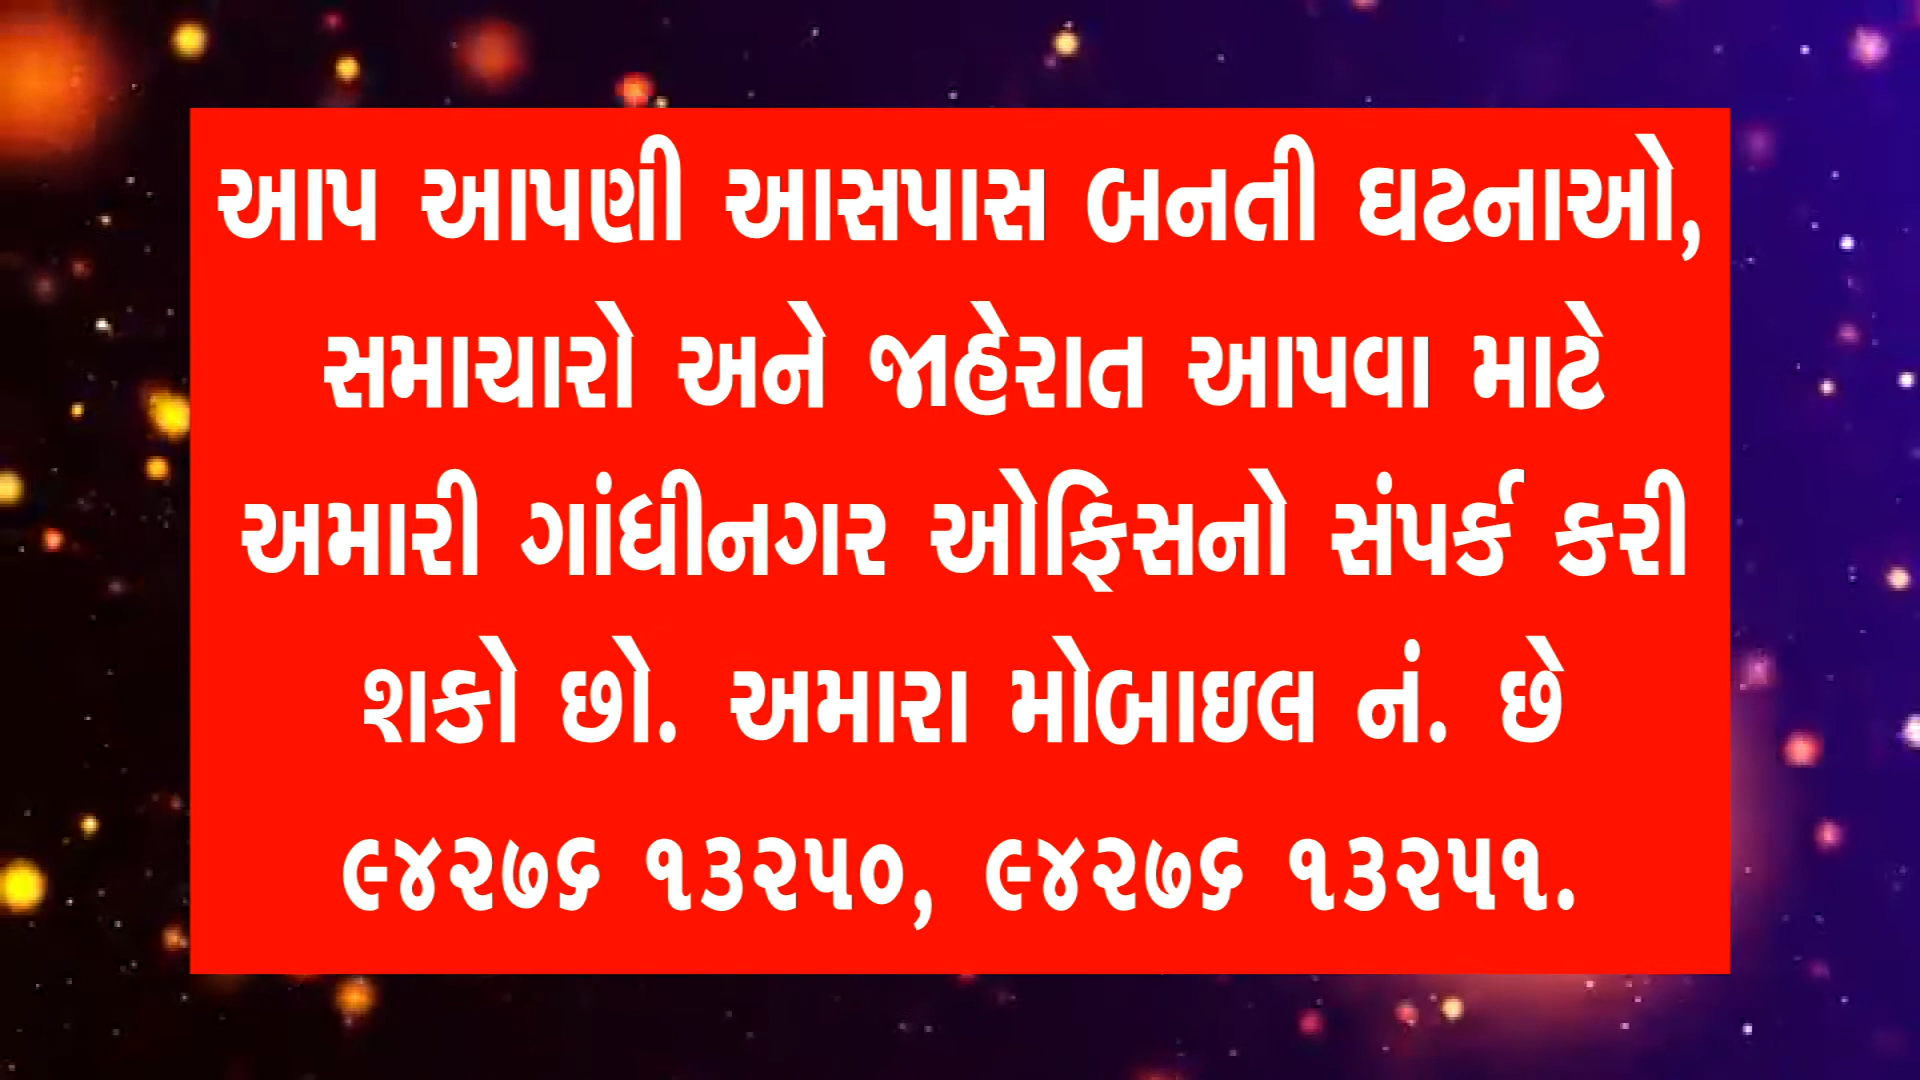 આપ આપણી આસપાસ બનતી ઘટનાઓ,
સમાચારો અને જાહેરાત આપવા માટે
અમારી ગાંધીનગર ઓફિસનો સંપર્ક કરી
શકો છો. અમારા મોબાઇલ નં. છે
૯૪૨૭૬ ૧૩૨૫૦, ૯૪૨૭૬ ૧૩૨૫૧.